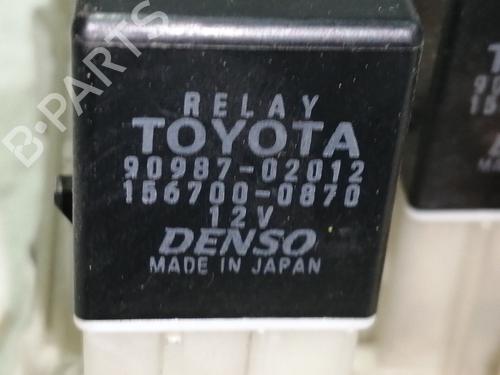 RELAY
TOYOTA
90987-02012
156700-0870
12V
DENSO
MADE IN JAPAN
B-PARTS